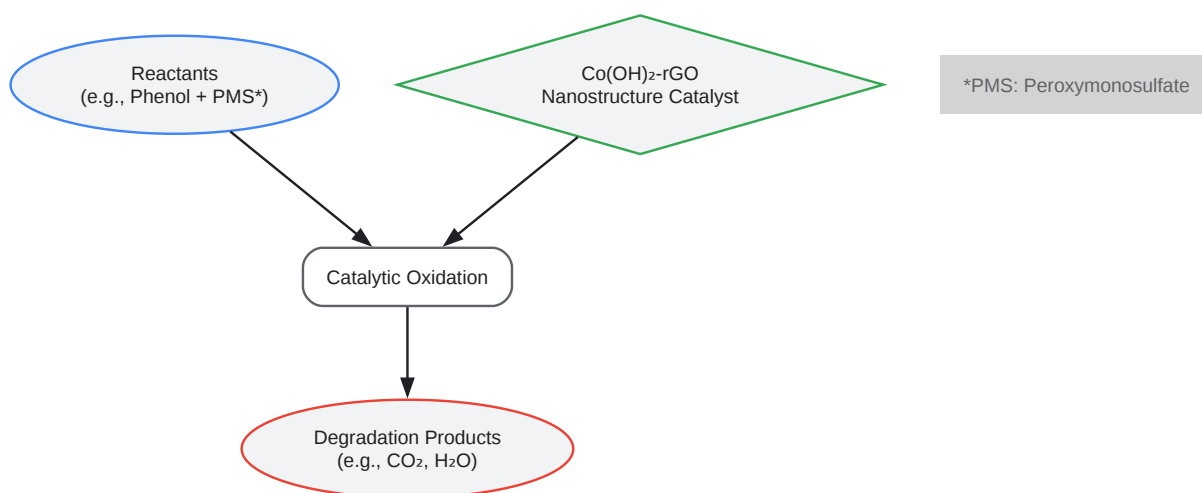 Reactants
(e.g., Phenol + PMS*)
Co(OH)₂-rGO
Nanostructure Catalyst
*PMS: Peroxymonosulfate
Catalytic Oxidation
Degradation Products
(e.g., CO₂, H₂O)